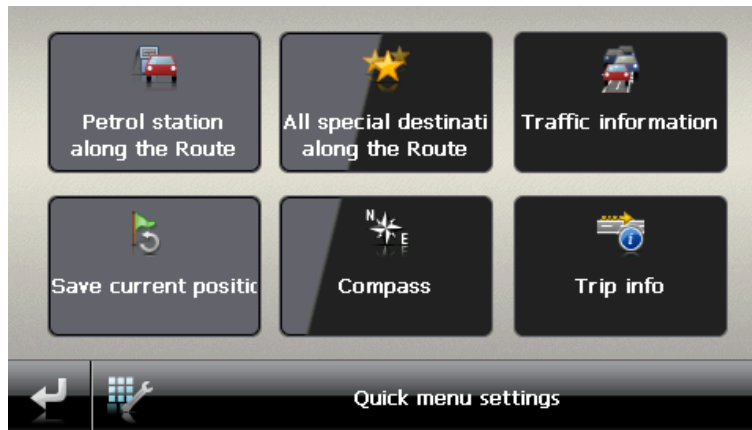 Petrol station
along the Route
All special destinati
along the Route
Traffic information
Save current positic
N
E
Compass
i
Trip info
Quick menu settings